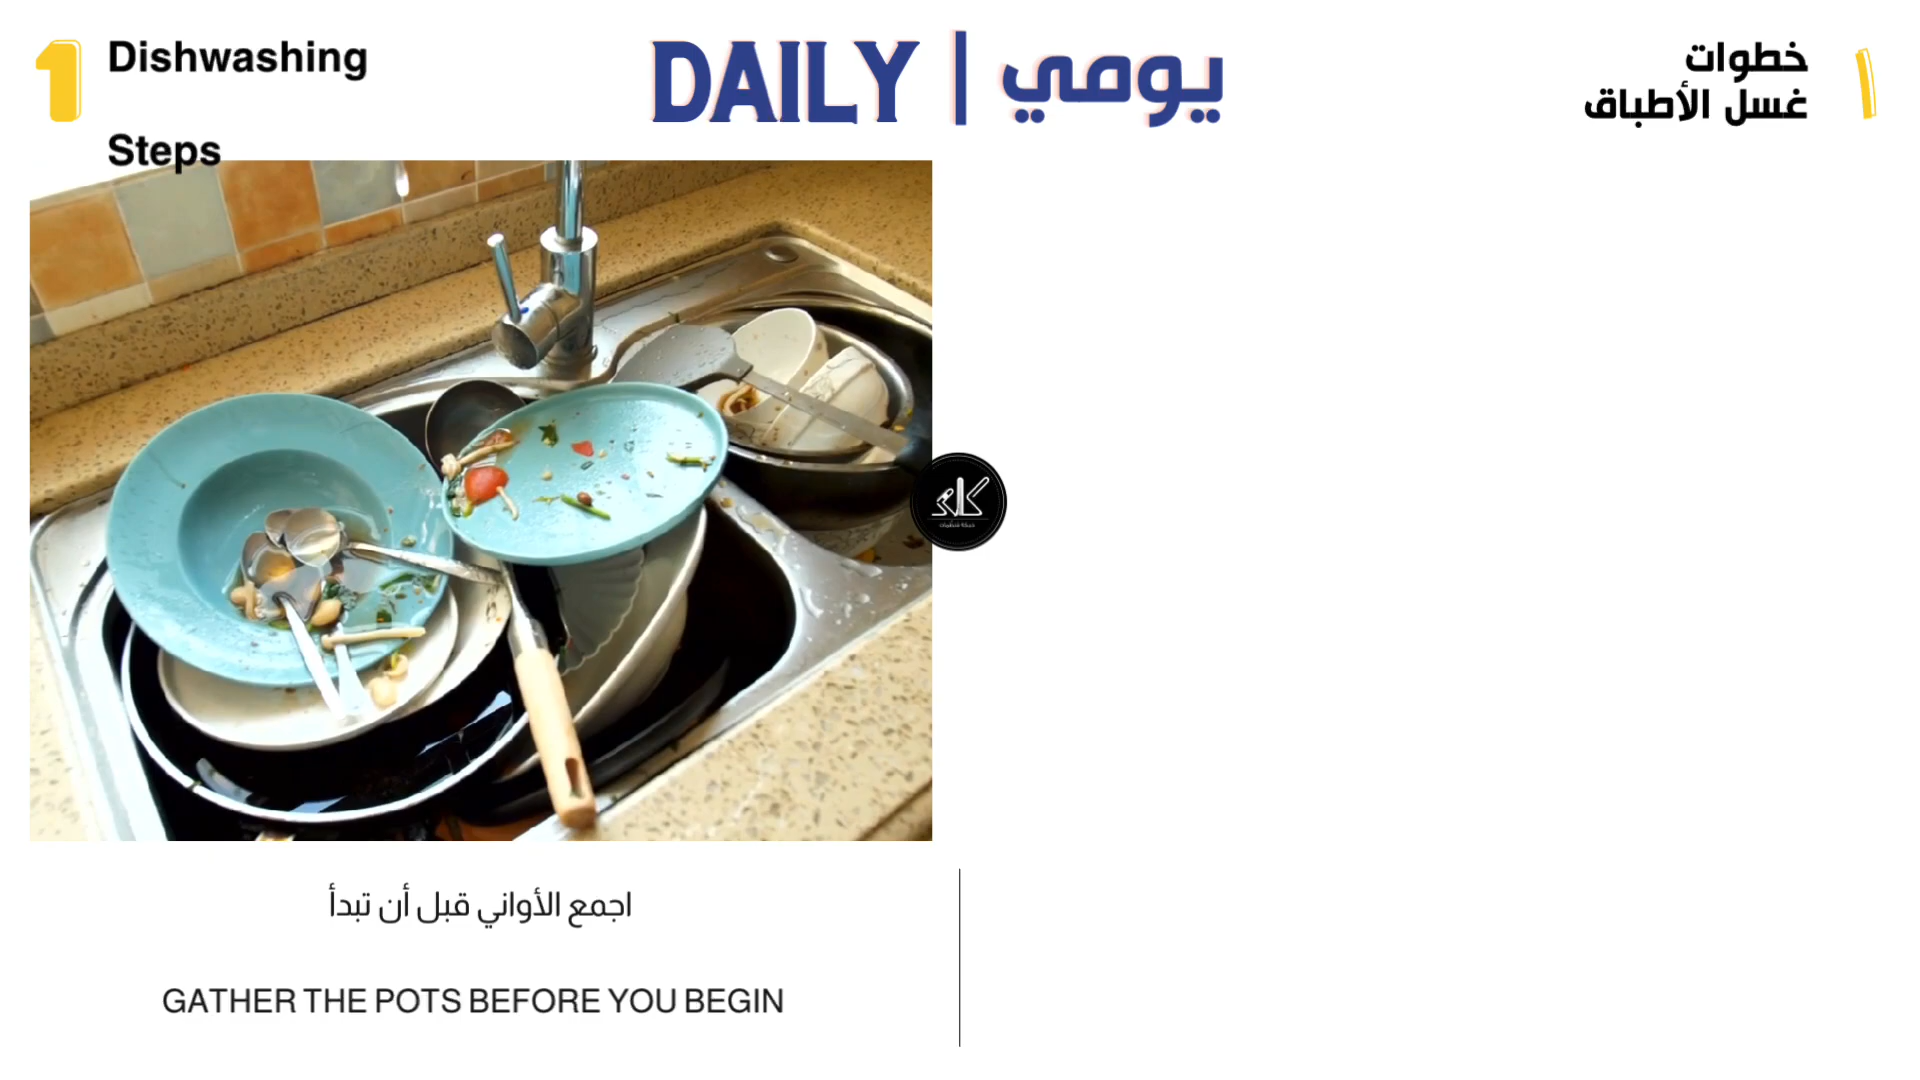 1
Dishwashing
Steps
DAILY | يومي
خطوات
غسل الأطباق
١
اجمع الأواني قبل أن تبدأ
GATHER THE POTS BEFORE YOU BEGIN